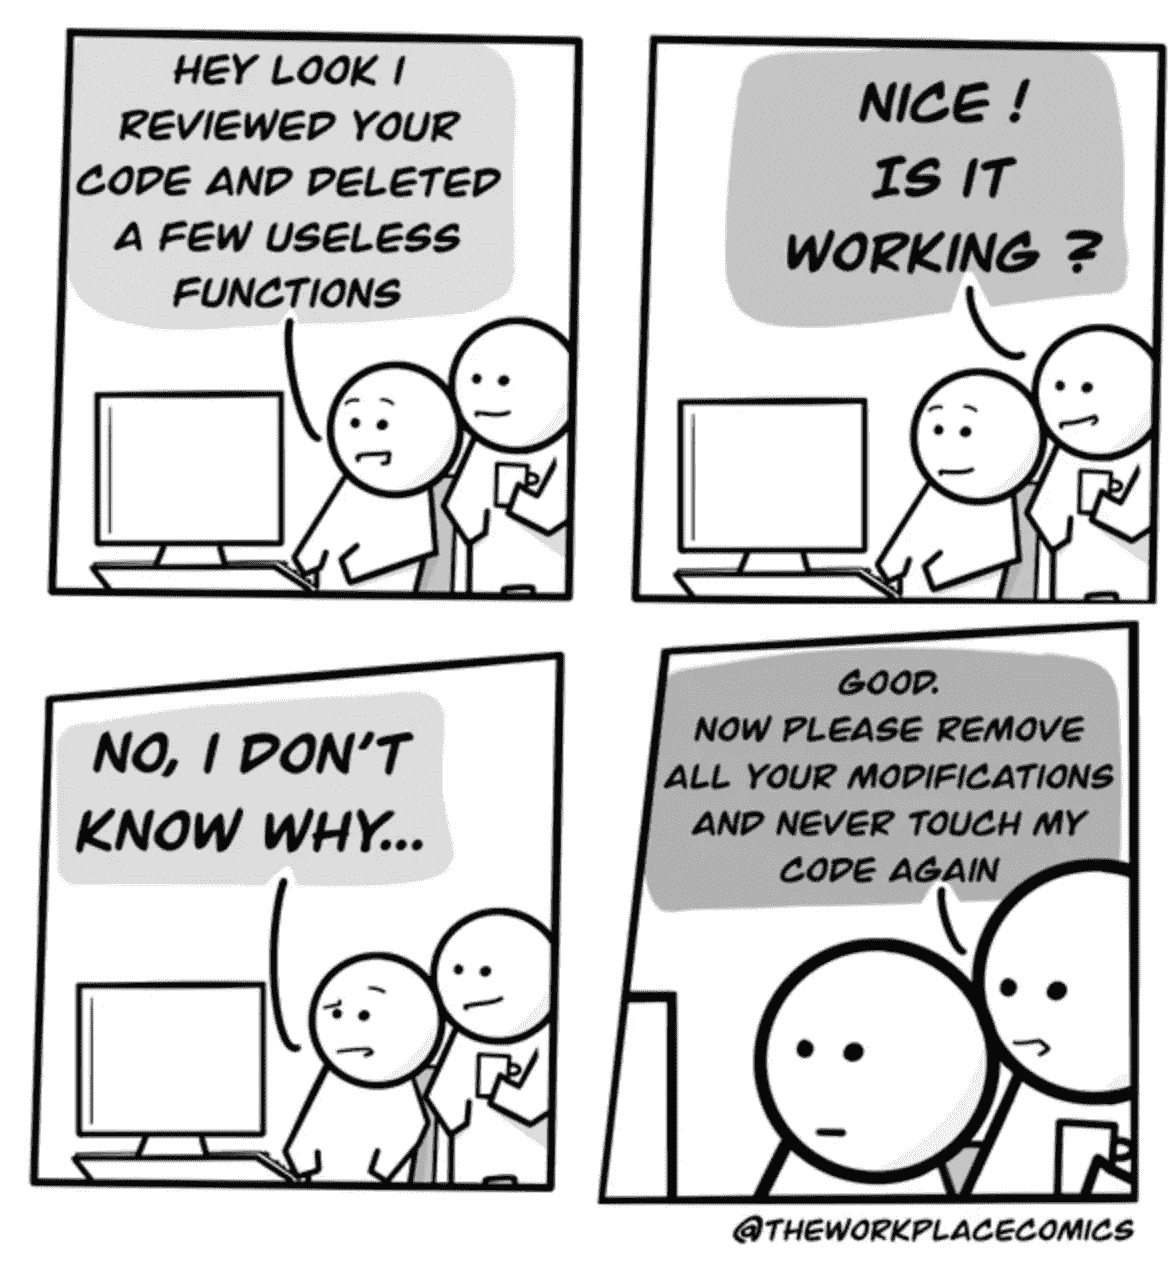 HEY LOOK I
REVIEWED YOUR
CODE AND DELETED
A FEW USELESS
FUNCTIONS
NICE !
IS IT
WORKING ?
NO, I DON'T
KNOW WHY...
GOOD.
NOW PLEASE REMOVE
ALL YOUR MODIFICATIONS
AND NEVER TOUCH MY
CODE AGAIN
@THEWORKPLACECOMICS